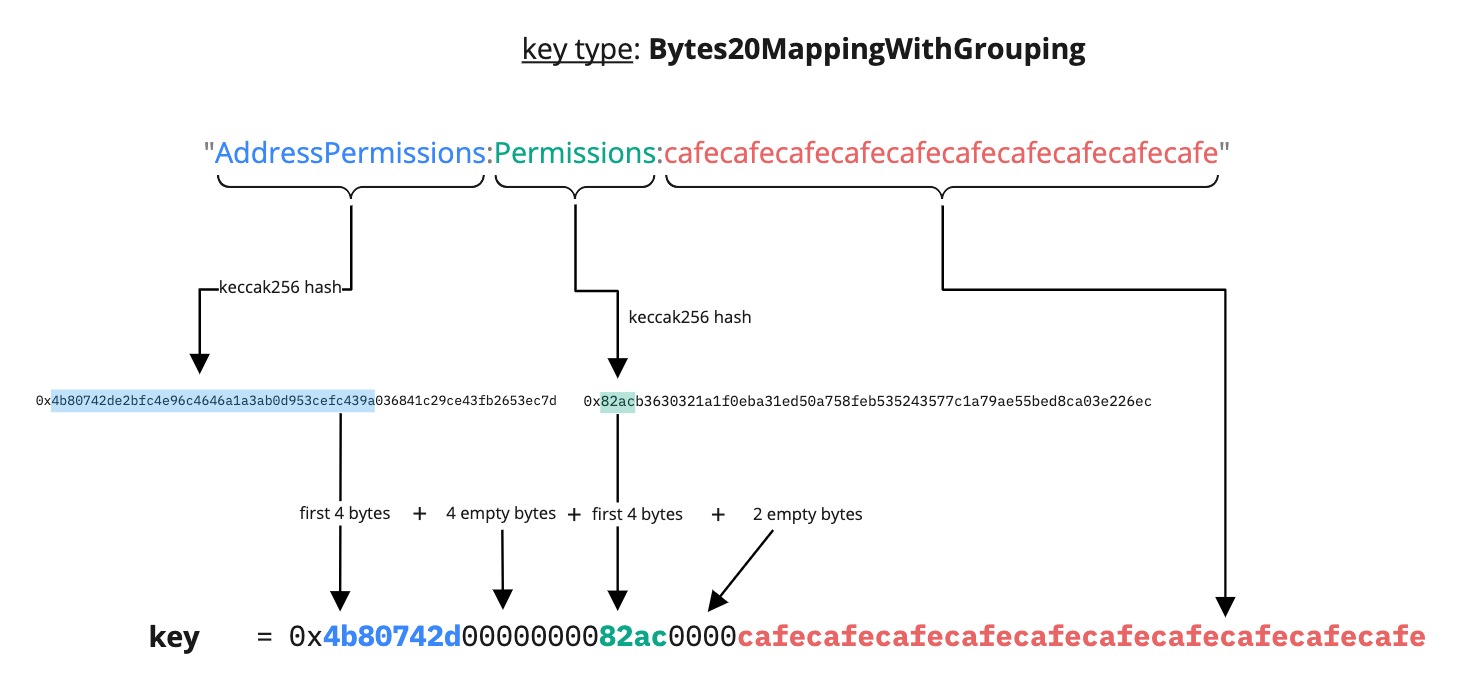 key type: Bytes20MappingWithGrouping
"AddressPermissions:Permissions:cafecafecafecafecafecafecafecafecafecafe"
keccak256 hash
keccak256 hash
0x4b80742de2bfc4e96c4646a1a3ab0d953cefc439a036841c29ce43fb2653ec7d
0x82acb3630321a1f0eba31ed50a758feb535243577c1a79ae55bed8ca03e226ec
first 4 bytes + 4 empty bytes + first 4 bytes + 2 empty bytes
key = 0x4b80742d0000000082ac0000cafecafecafecafecafecafecafecafecafecafe